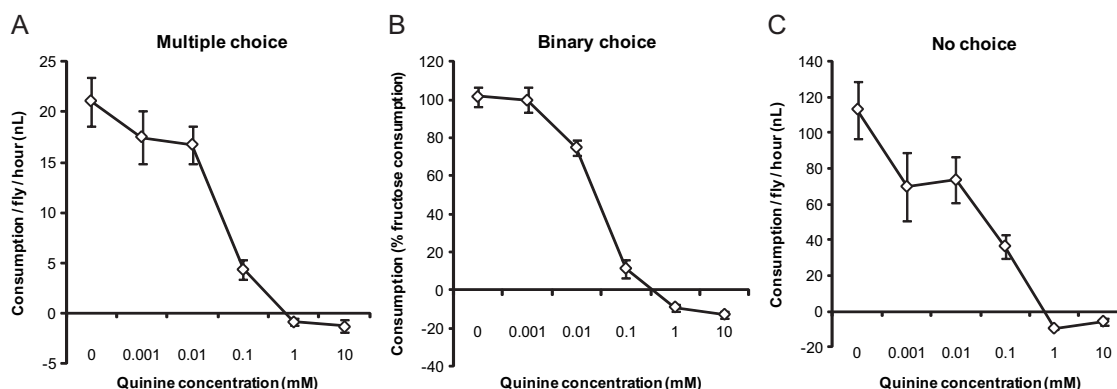 A
Multiple choice
Consumption / fly / hour (nL)
25
20
15
10
5
0
-5
0 0.001 0.01 0.1 1 10
Quinine concentration (mM)
B
Binary choice
Consumption (% fructose consumption)
120
100
80
60
40
20
0
-20
-40
0 0.001 0.01 0.1 1 10
Quinine concentration (mM)
C
No choice
Consumption / fly / hour (nL)
140
120
100
80
60
40
20
0
-20
0 0.001 0.01 0.1 1 10
Quinine concentration (mM)